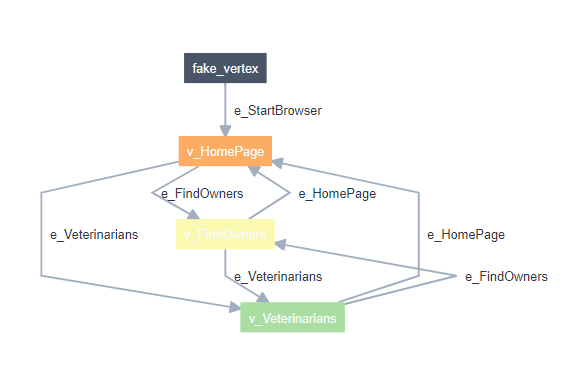 fake_vertex
e_StartBrowser
v_HomePage
e_FindOwners
e_HomePage
e_Veterinarians
v_FindOwners
e_HomePage
e_Veterinarians
e_FindOwners
v_Veterinarians